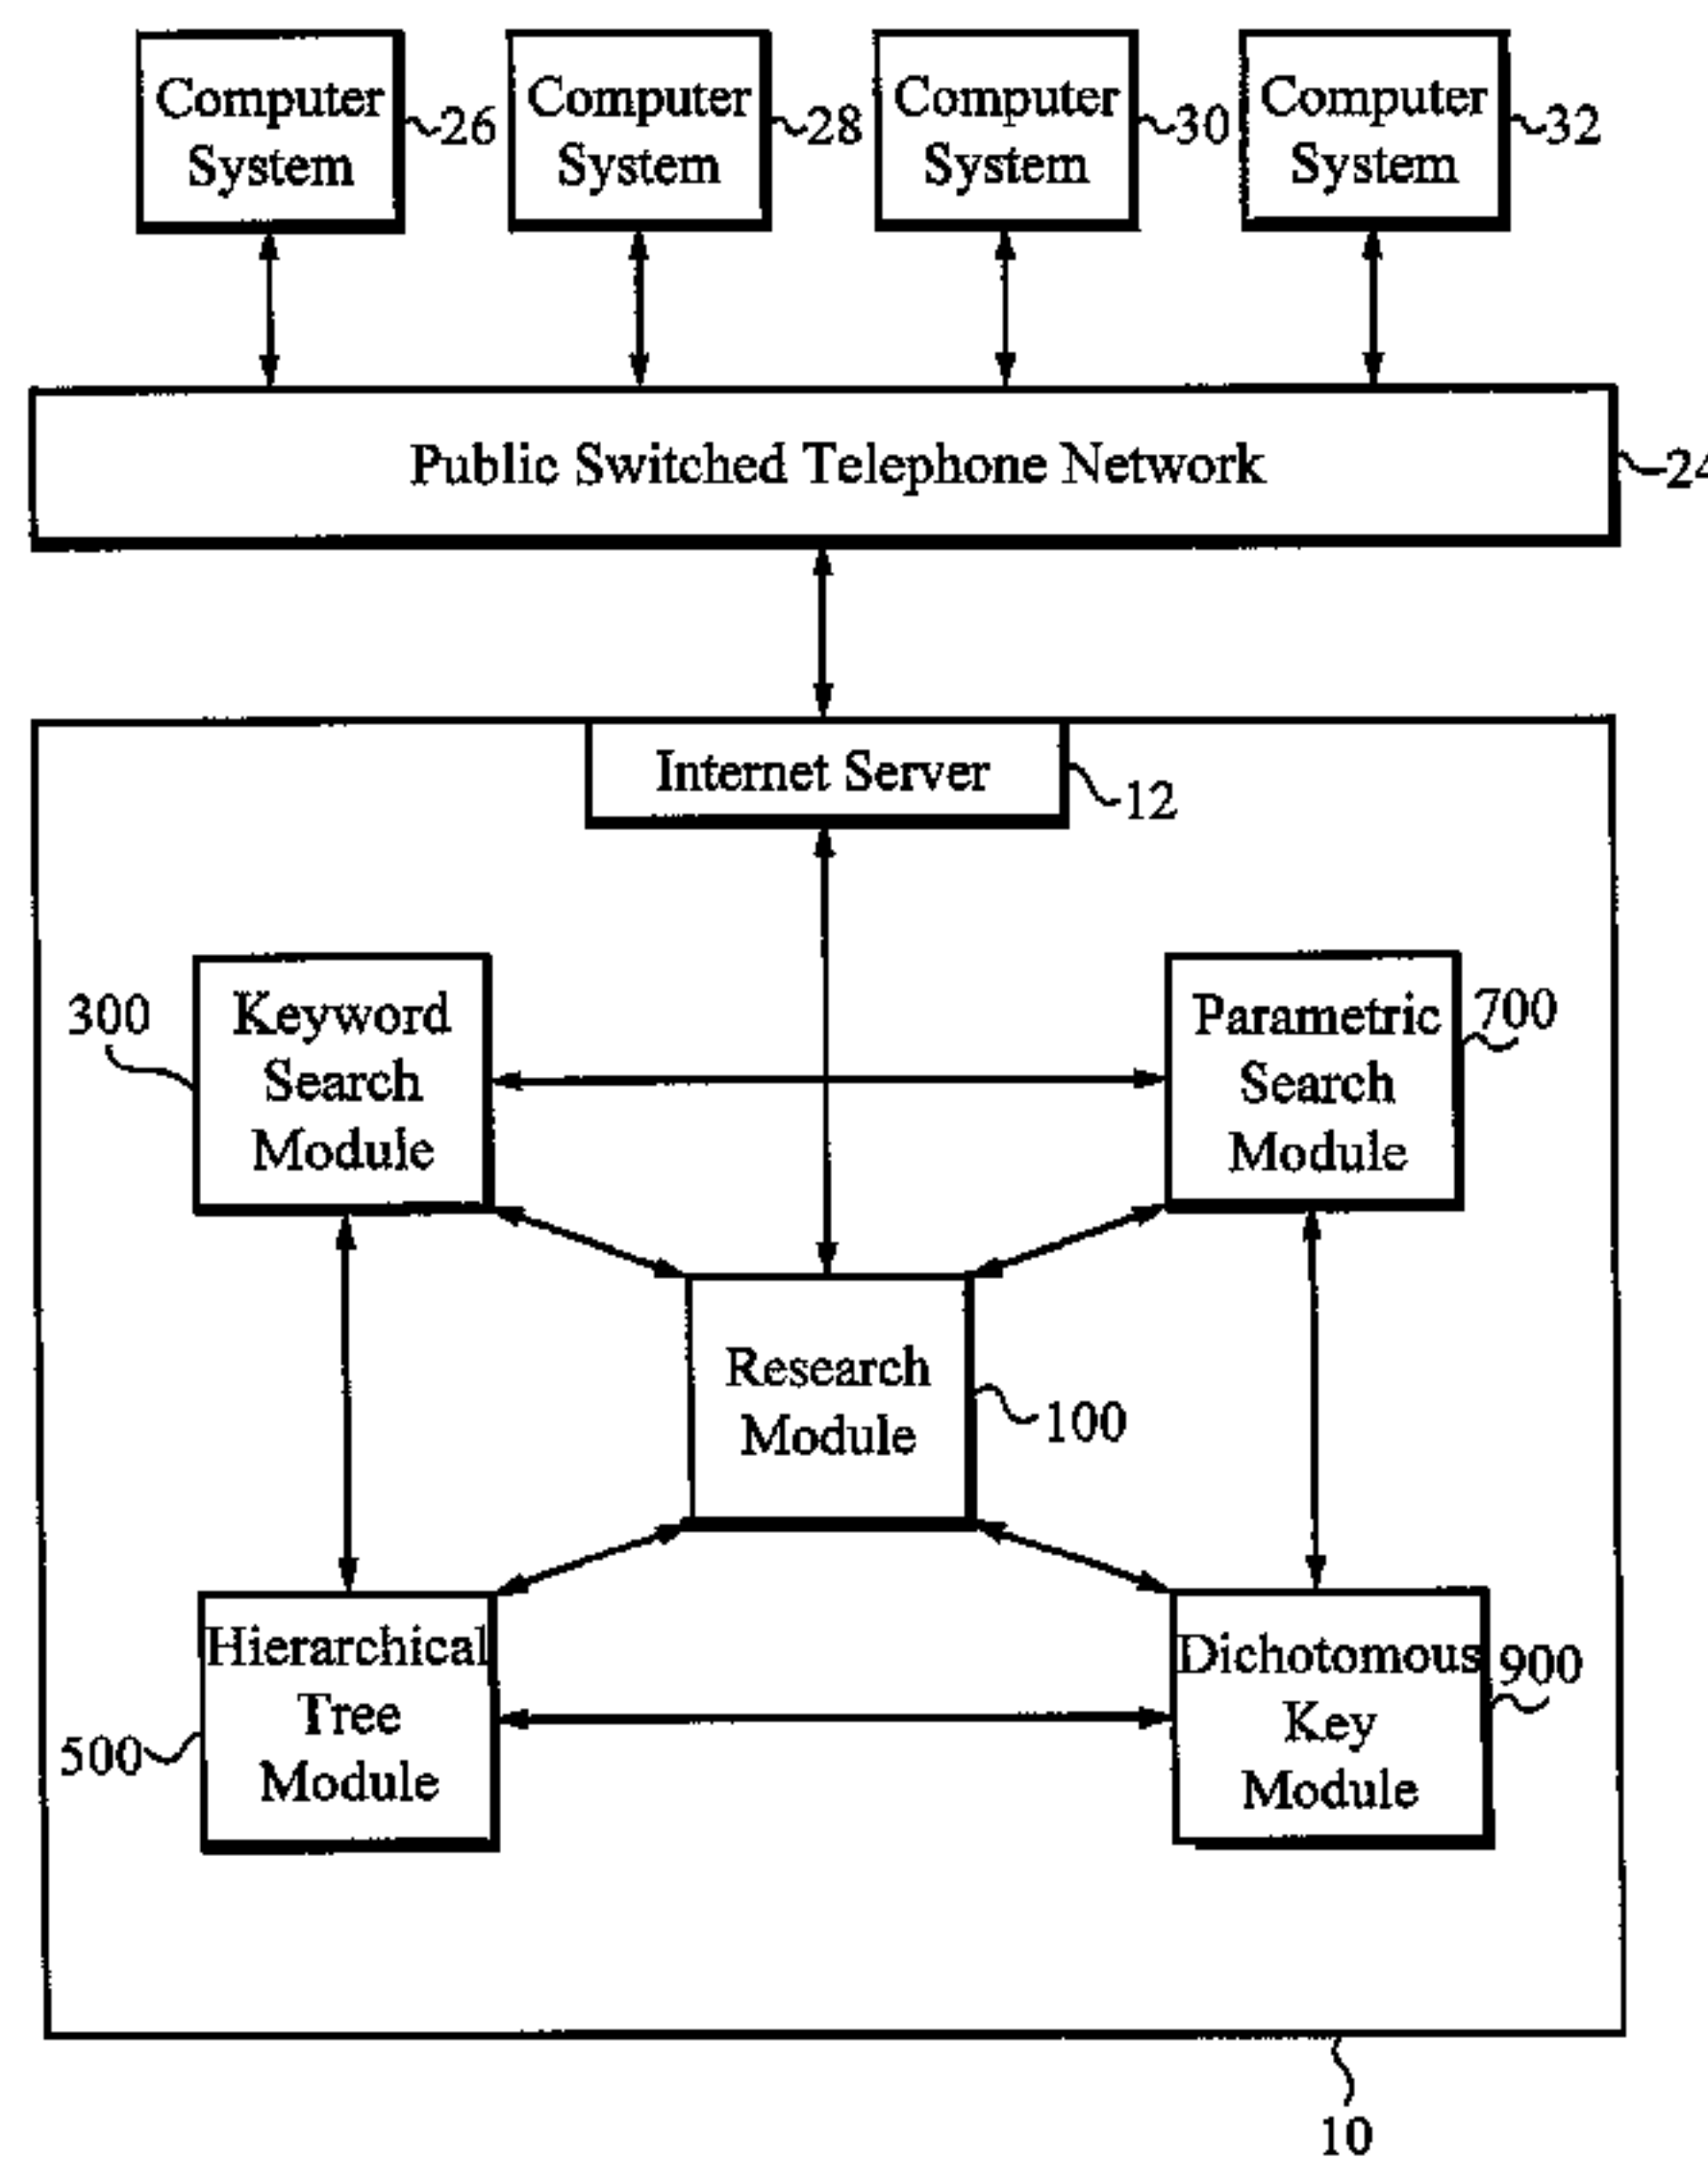 Computer
System
26
Computer
System
28
Computer
System
30
Computer
System
32
Public Switched Telephone Network
24
Internet Server
12
300
Keyword
Search
Module
Parametric
Search
Module
700
Research
Module
100
Hierarchical
Tree
Module
500
Dichotomous
Key
Module
900
10